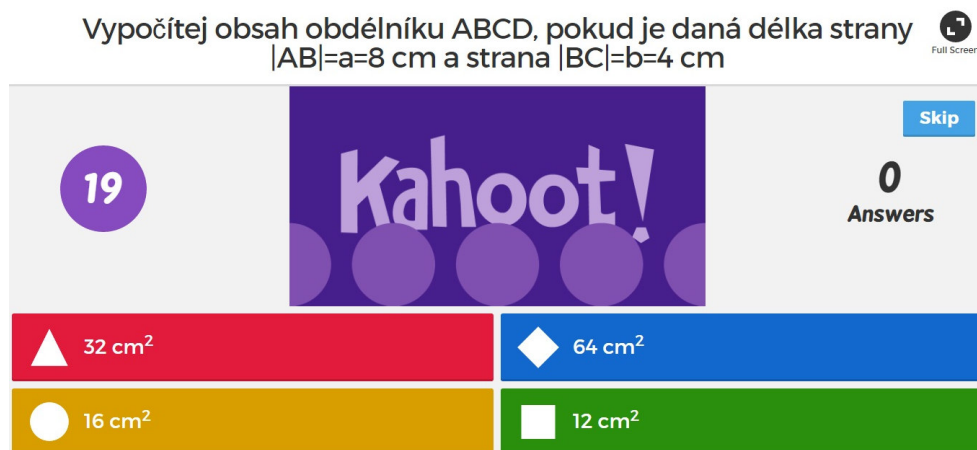 Vypočítej obsah obdélníku ABCD, pokud je daná délka strany
|AB|=a=8 cm a strana |BC|=b=4 cm
Full Screen
19
Kahoot!
Skip
0
Answers
32 cm²
64 cm²
16 cm²
12 cm²